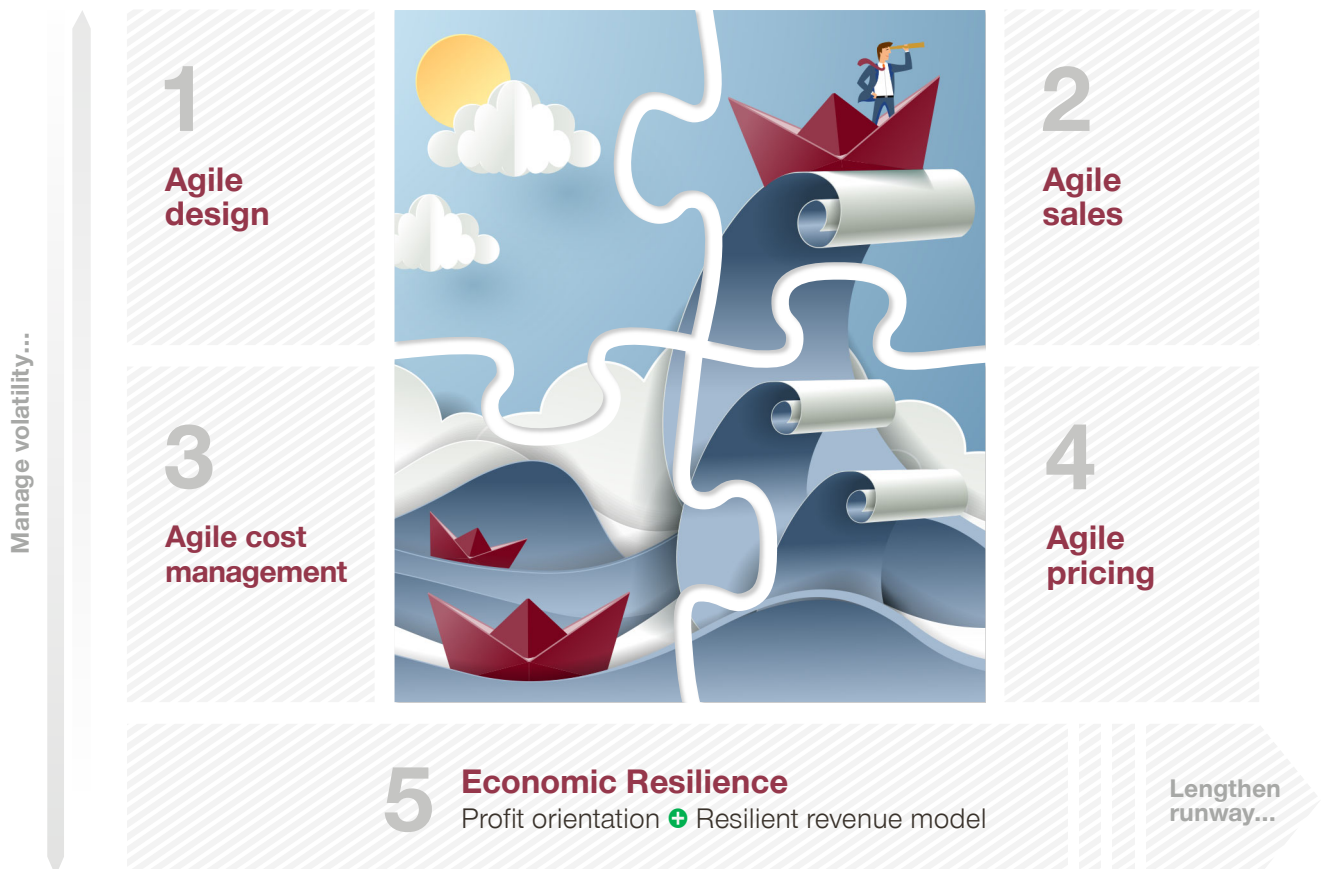 Manage volatility...
1
Agile
design
2
Agile
sales
3
Agile cost
management
4
Agile
pricing
5
Economic Resilience
Profit orientation + Resilient revenue model
Lengthen
runway...